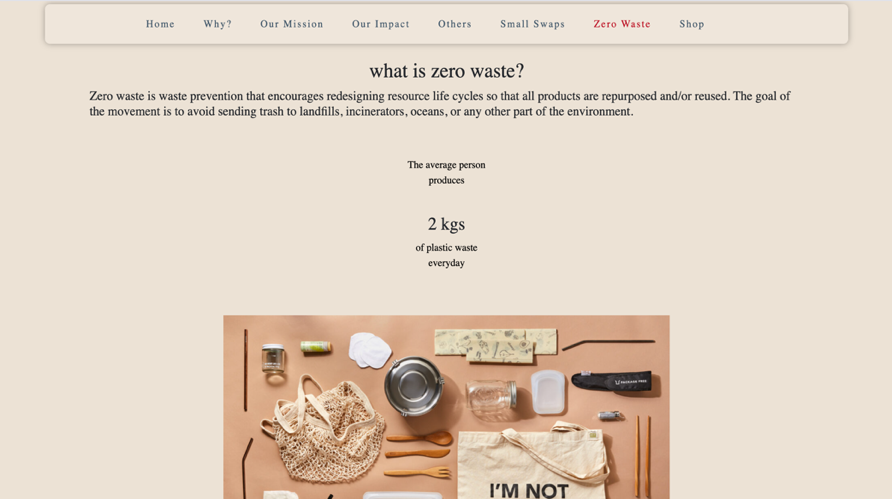 Home Why? Our Mission Our Impact Others Small Swaps Zero Waste Shop
what is zero waste?
Zero waste is waste prevention that encourages redesigning resource life cycles so that all products are repurposed and/or reused. The goal of
the movement is to avoid sending trash to landfills, incinerators, oceans, or any other part of the environment.
The average person
produces
2 kgs
of plastic waste
everyday
PACKAGE FREE
I'M NOT